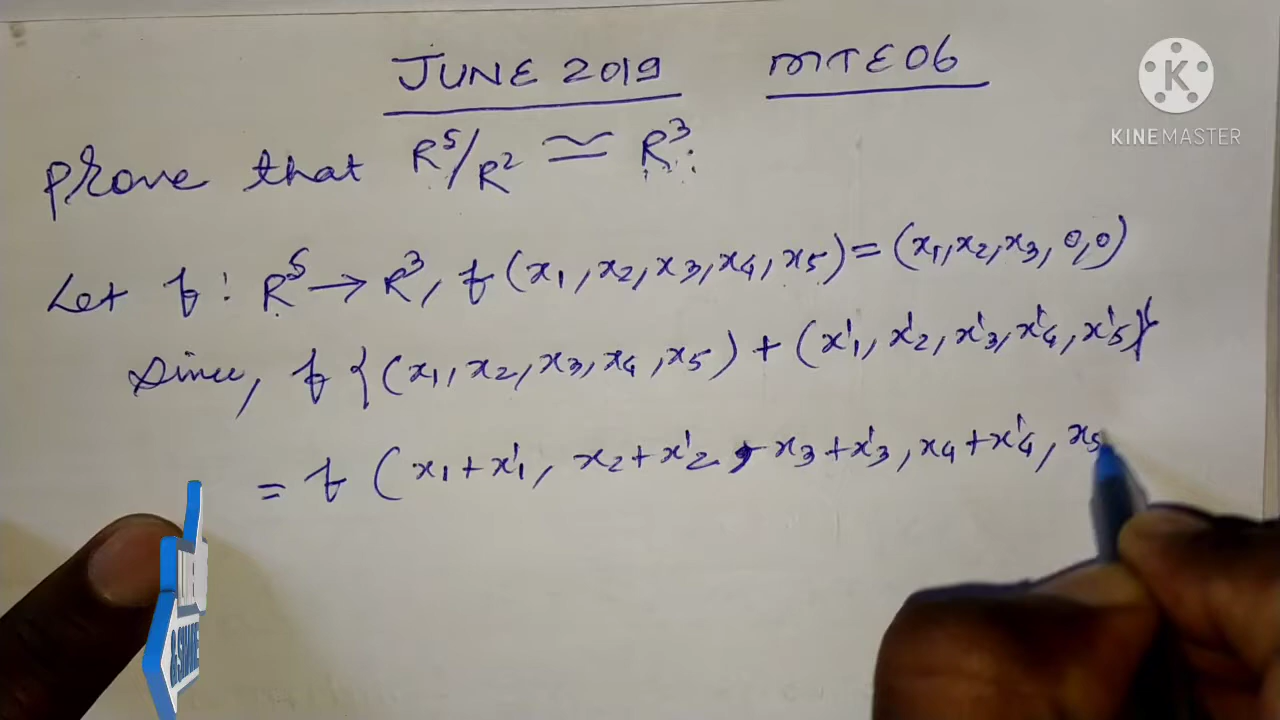 JUNE 2019 MTE06
KINEMASTER
prove that R⁵/R² ≃ R³.
Let f : R⁵ → R³, f (x₁, x₂, x₃, x₄, x₅) = (x₁, x₂, x₃, 0, 0)
Since, f {(x₁, x₂, x₃, x₄, x₅) + (x'₁, x'₂, x'₃, x'₄, x'₅)}
= f (x₁ + x'₁, x₂ + x'₂, x₃ + x'₃, x₄ + x'₄, x₅
& SHARE